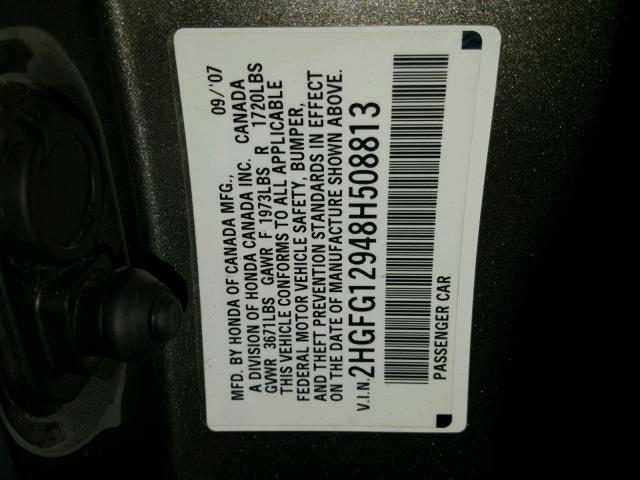 MFD. BY HONDA OF CANADA MFG., 09/'07
A DIVISION OF HONDA CANADA INC. CANADA
GVWR 3671LBS GAWR F 1973LBS R 1720LBS
THIS VEHICLE CONFORMS TO ALL APPLICABLE
FEDERAL MOTOR VEHICLE SAFETY, BUMPER,
AND THEFT PREVENTION STANDARDS IN EFFECT
ON THE DATE OF MANUFACTURE SHOWN ABOVE.
V.I.N. 2HGFG12948H508813
PASSENGER CAR